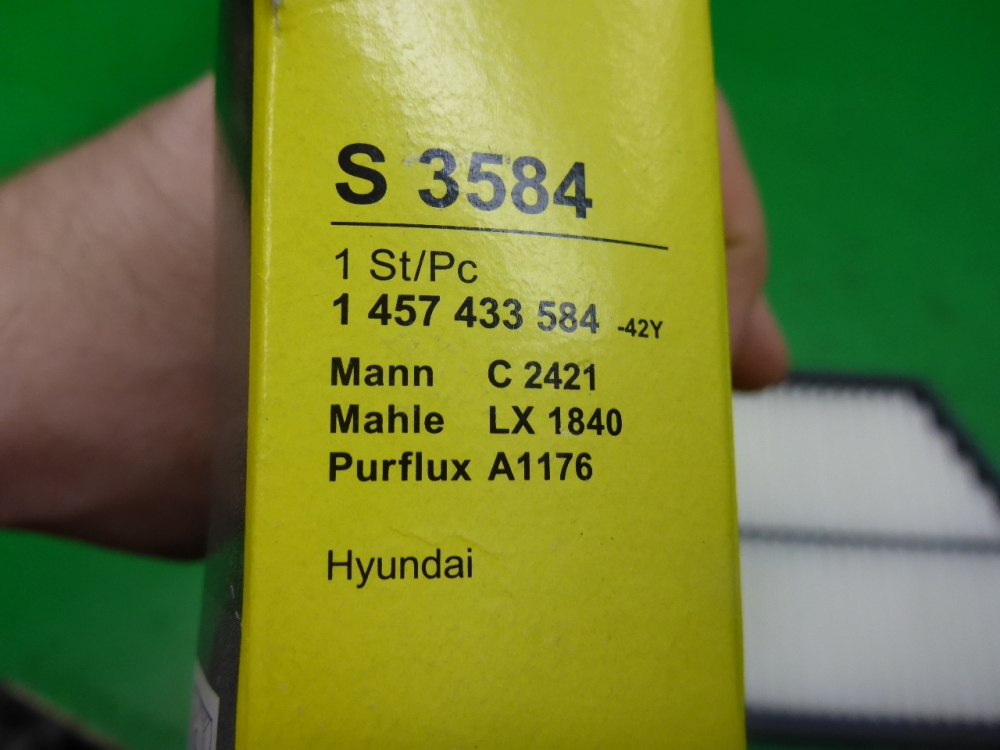 S 3584
1 St/Pc
1 457 433 584 -42Y
Mann C 2421
Mahle LX 1840
Purflux A1176
Hyundai